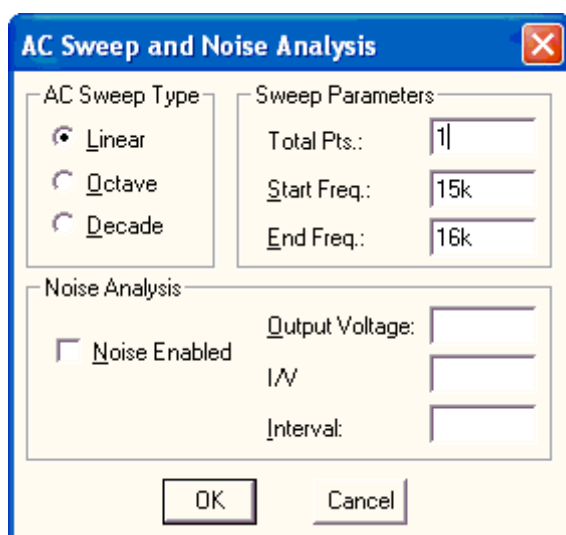 AC Sweep and Noise Analysis
AC Sweep Type
Linear
Octave
Decade
Sweep Parameters
Total Pts.: 1
Start Freq.: 15k
End Freq.: 16k
Noise Analysis
Noise Enabled
Output Voltage:
I/V
Interval:
OK Cancel